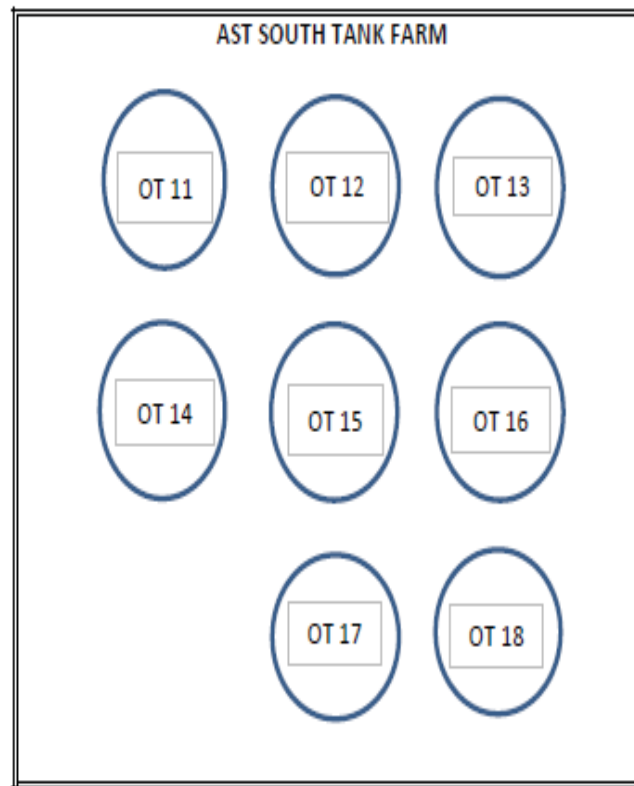 AST SOUTH TANK FARM
OT 11
OT 12
OT 13
OT 14
OT 15
OT 16
OT 17
OT 18